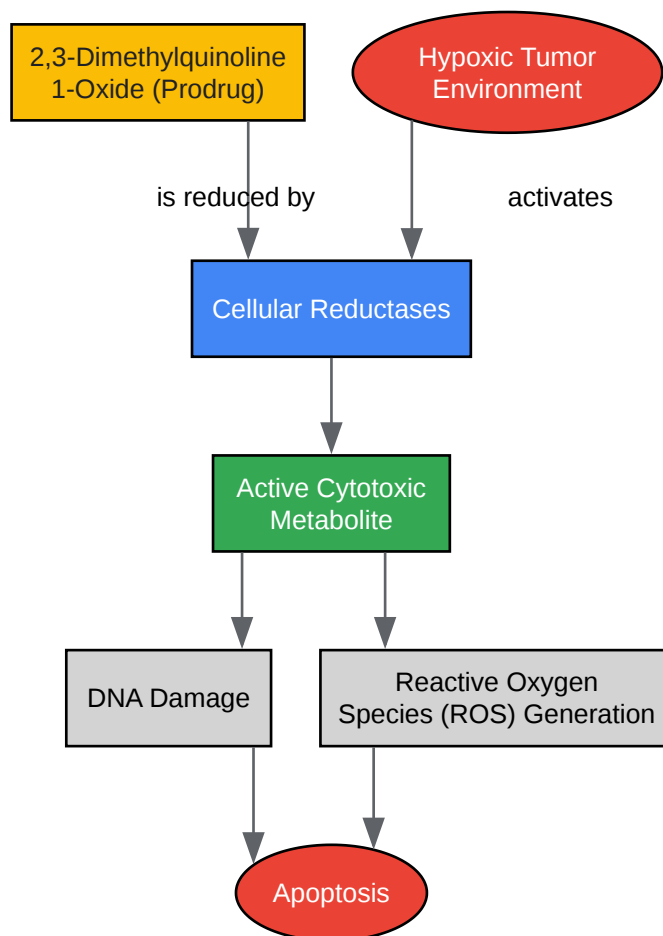 2,3-Dimethylquinoline
1-Oxide (Prodrug)
Hypoxic Tumor
Environment
is reduced by
activates
Cellular Reductases
Active Cytotoxic
Metabolite
DNA Damage
Reactive Oxygen
Species (ROS) Generation
Apoptosis